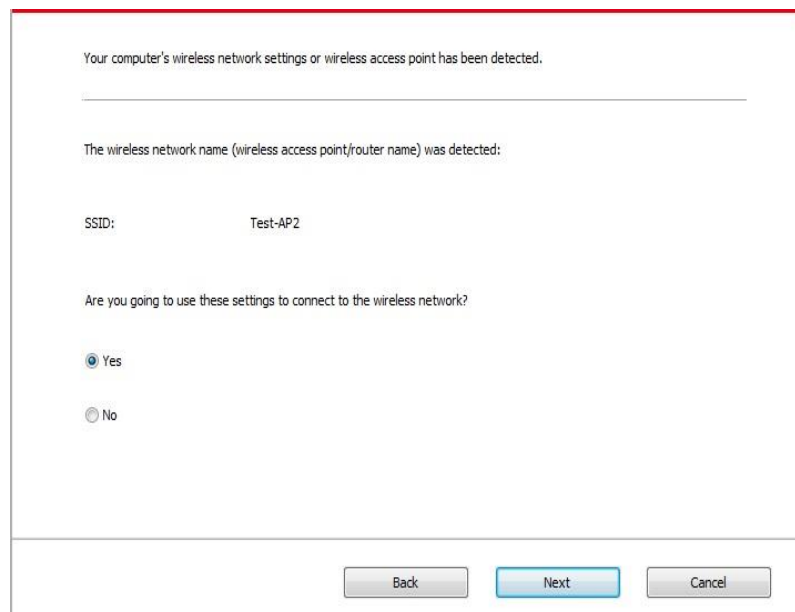 Your computer's wireless network settings or wireless access point has been detected.
The wireless network name (wireless access point/router name) was detected:
SSID: Test-AP2
Are you going to use these settings to connect to the wireless network?
Yes
No
Back Next Cancel